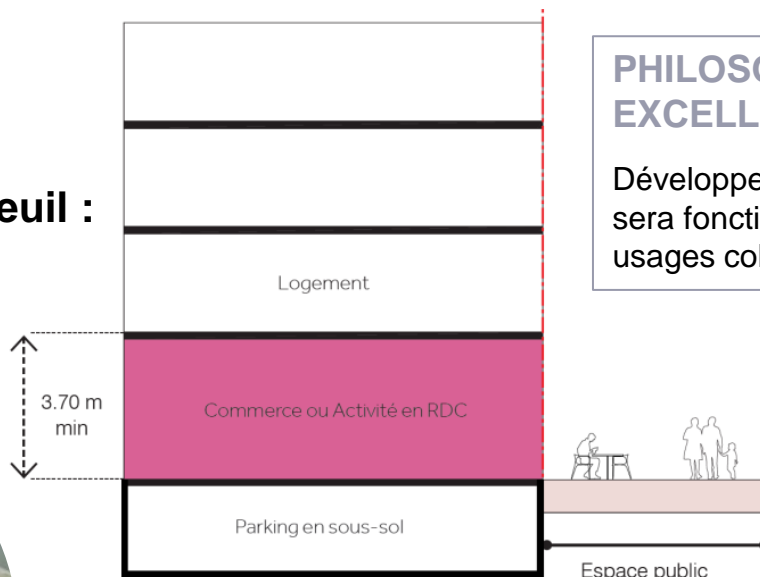 PHILOSO
EXCELL
Développe
sera foncti
usages col
euil :
Logement
3.70 m
min
Commerce ou Activité en RDC
Parking en sous-sol
Espace public